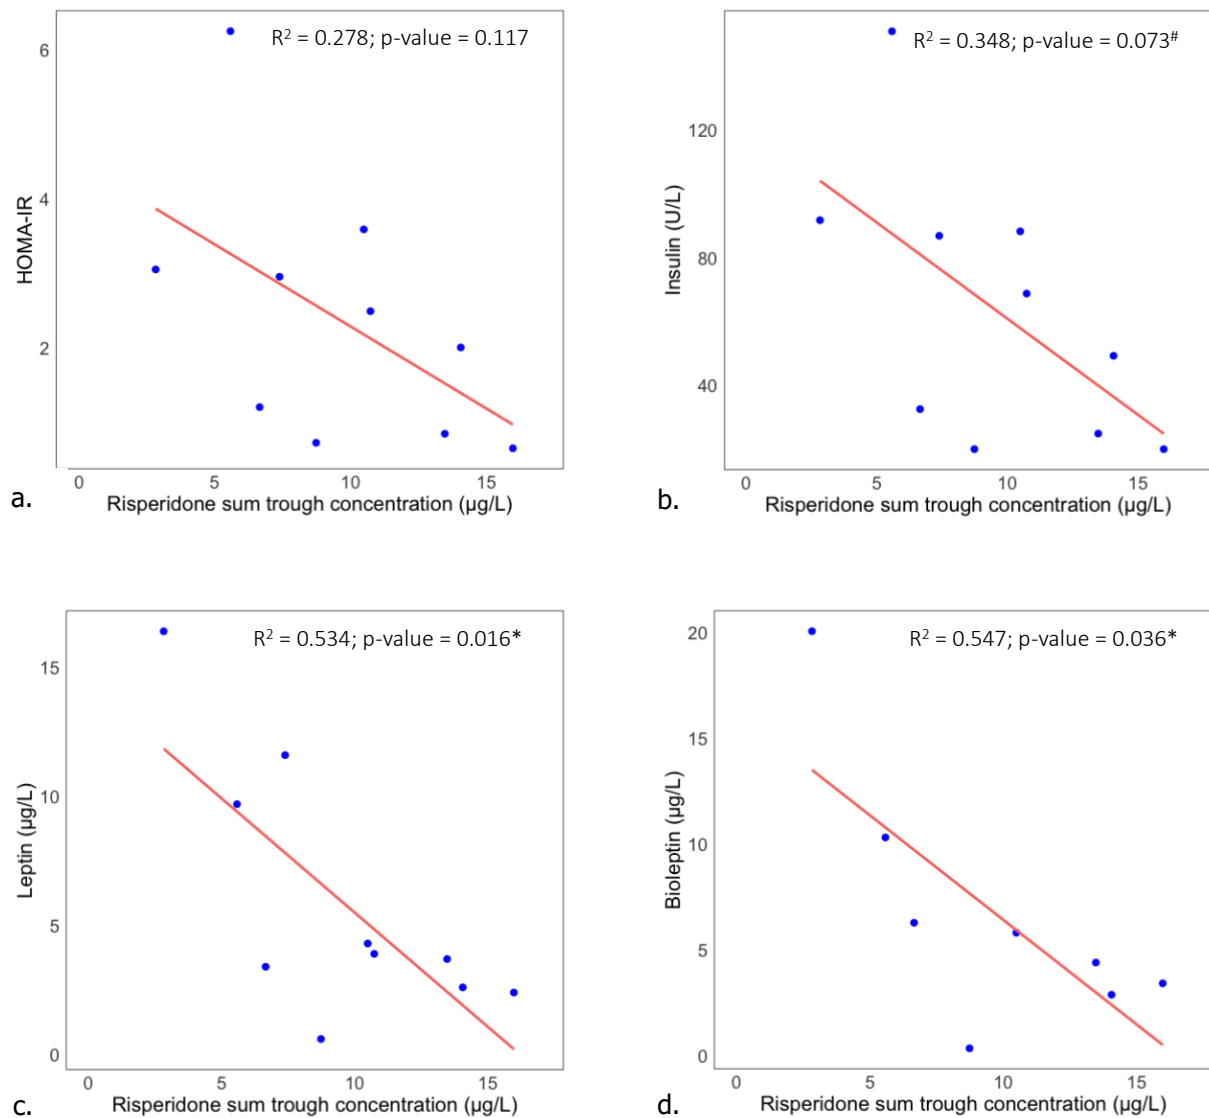 R² = 0.278; p-value = 0.117
6
4
2
HOMA-IR
0 5 10 15
Risperidone sum trough concentration (µg/L)
a.
R² = 0.348; p-value = 0.073#
120
80
40
Insulin (U/L)
0 5 10 15
Risperidone sum trough concentration (µg/L)
b.
R² = 0.534; p-value = 0.016*
15
10
5
0
Leptin (µg/L)
0 5 10 15
Risperidone sum trough concentration (µg/L)
c.
R² = 0.547; p-value = 0.036*
20
15
10
5
0
Bioleptin (µg/L)
0 5 10 15
Risperidone sum trough concentration (µg/L)
d.